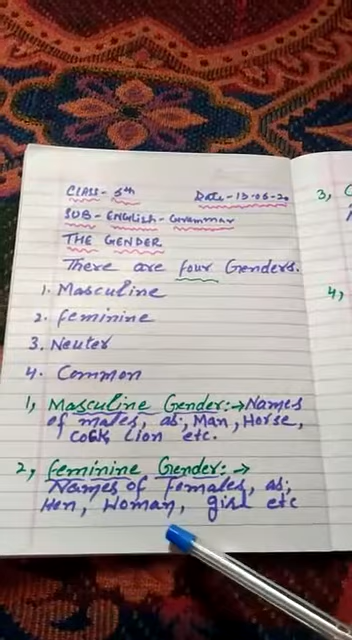 CLASS - 5th Date - 13-06-20
SUB - ENGLISH - Grammar
THE GENDER
There are four Genders.
1. Masculine
2. Feminine
3. Neuter
4. Common
1, Masculine Gender:→ Names
of males, as, Man, Horse,
Cock, Lion etc.
2, Feminine Gender:→
Names of Females, as;
Hen, Woman, girl etc
3,
4,